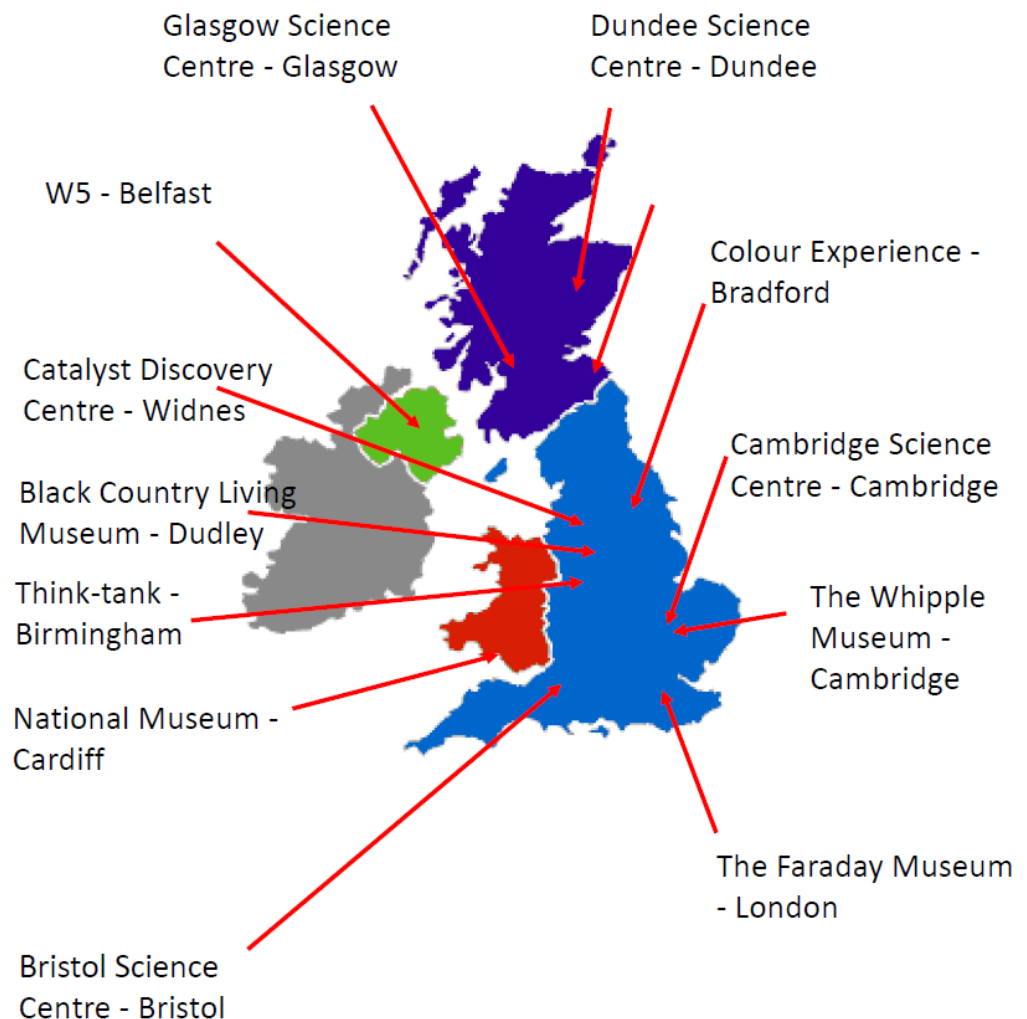 Glasgow Science
Centre - Glasgow
Dundee Science
Centre - Dundee
W5 - Belfast
Colour Experience -
Bradford
Catalyst Discovery
Centre - Widnes
Cambridge Science
Centre - Cambridge
Black Country Living
Museum - Dudley
Think-tank -
Birmingham
The Whipple
Museum -
Cambridge
National Museum -
Cardiff
The Faraday Museum
- London
Bristol Science
Centre - Bristol